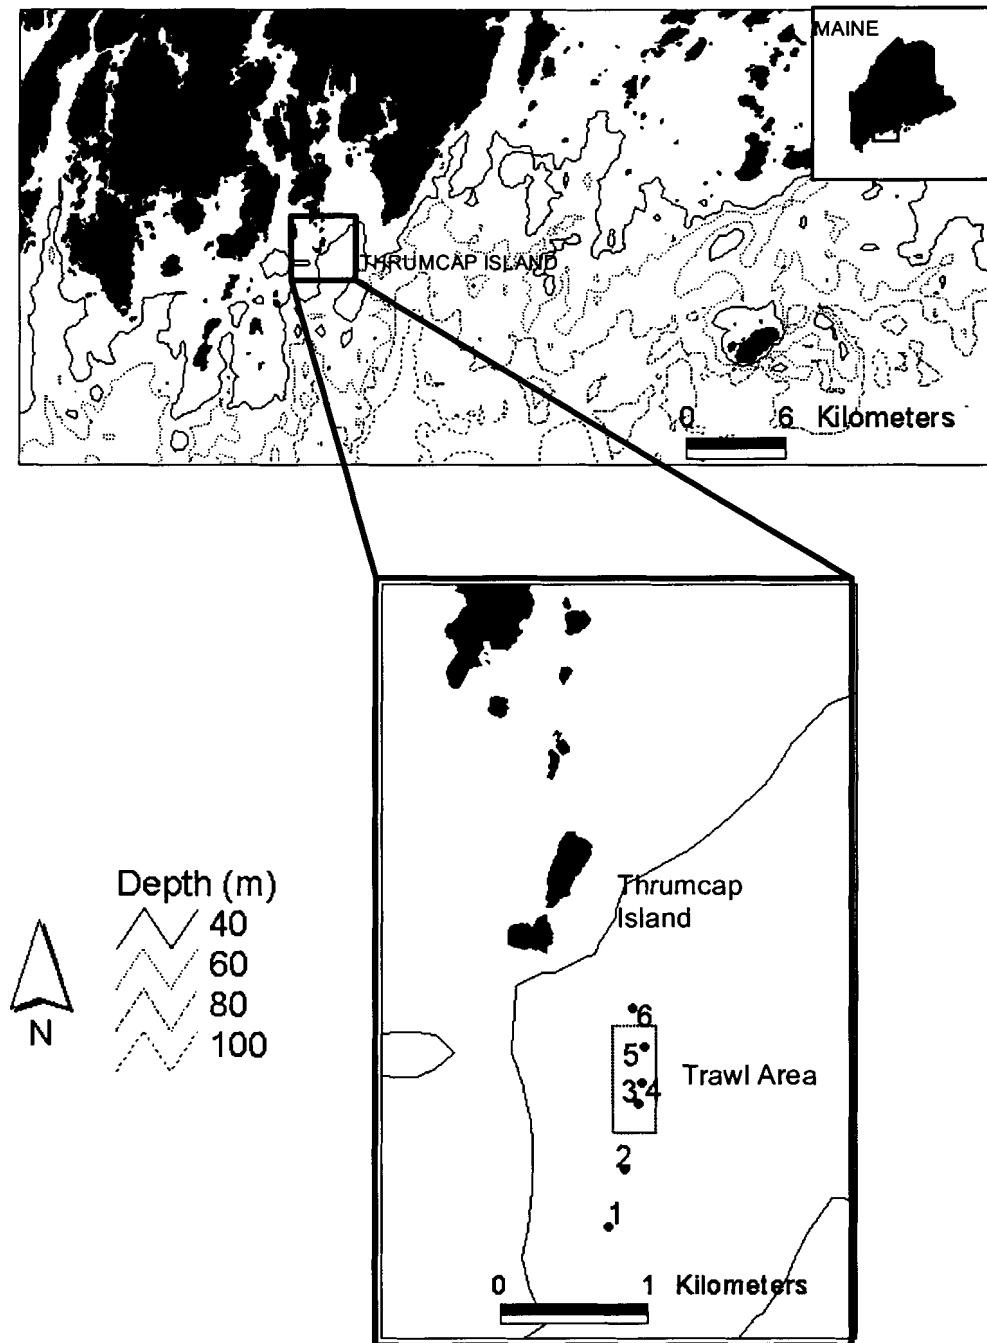 MAINE
THRUMCAP ISLAND
0 6 Kilometers
Depth (m)
40
60
80
100
N
Thrumcap
Island
6
5
Trawl Area
3 4
2
1
0 1 Kilometers